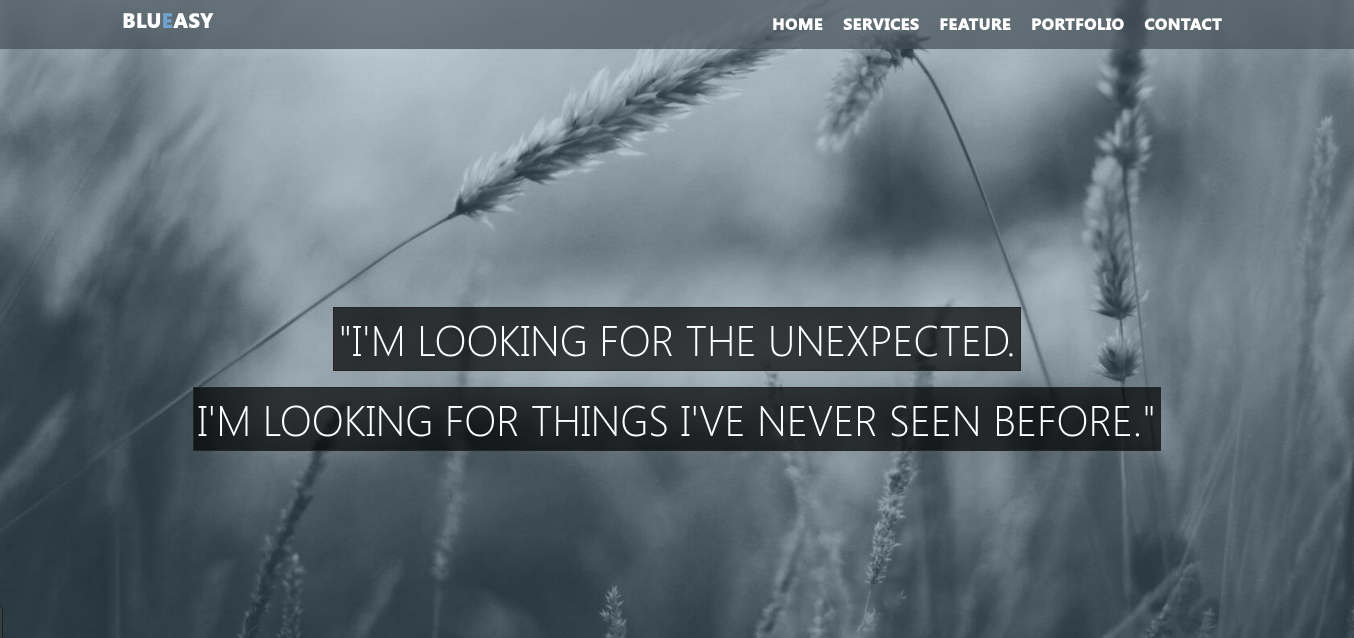 BLUEASY
HOME SERVICES FEATURE PORTFOLIO CONTACT
"I'M LOOKING FOR THE UNEXPECTED.
I'M LOOKING FOR THINGS I'VE NEVER SEEN BEFORE."